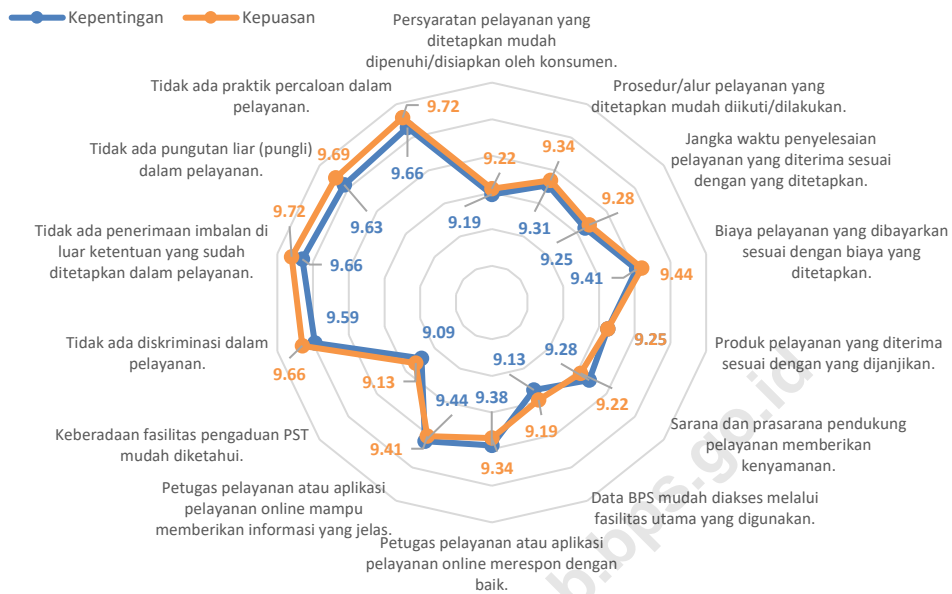 Kepentingan
Kepuasan
Persyaratan pelayanan yang
ditetapkan mudah
dipenuhi/disiapkan oleh konsumen.
Prosedur/alur pelayanan yang
ditetapkan mudah diikuti/dilakukan.
Jangka waktu penyelesaian
pelayanan yang diterima sesuai
dengan yang ditetapkan.
Biaya pelayanan yang dibayarkan
sesuai dengan biaya yang
ditetapkan.
Produk pelayanan yang diterima
sesuai dengan yang dijanjikan.
Sarana dan prasarana pendukung
pelayanan memberikan
kenyamanan.
Data BPS mudah diakses melalui
fasilitas utama yang digunakan.
Petugas pelayanan atau aplikasi
pelayanan online merespon dengan
baik.
Petugas pelayanan atau aplikasi
pelayanan online mampu
memberikan informasi yang jelas.
Keberadaan fasilitas pengaduan PST
mudah diketahui.
Tidak ada diskriminasi dalam
pelayanan.
Tidak ada penerimaan imbalan di
luar ketentuan yang sudah
ditetapkan dalam pelayanan.
Tidak ada pungutan liar (pungli)
dalam pelayanan.
Tidak ada praktik percaloan dalam
pelayanan.
9.22
9.19
9.34
9.31
9.28
9.25
9.44
9.41
9.25
9.28
9.22
9.13
9.19
9.38
9.34
9.44
9.41
9.09
9.13
9.59
9.66
9.72
9.66
9.69
9.63
9.72
9.66
b.bps.go.id